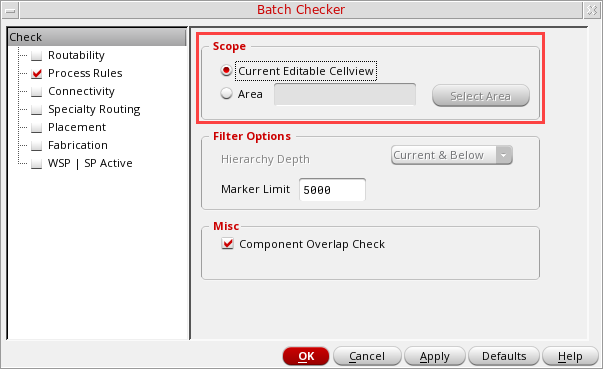 Batch Checker
Check
Routability
Process Rules
Connectivity
Specialty Routing
Placement
Fabrication
WSP | SP Active
Scope
Current Editable Cellview
Area
Select Area
Filter Options
Hierarchy Depth
Current & Below
Marker Limit
5000
Misc
Component Overlap Check
OK
Cancel
Apply
Defaults
Help